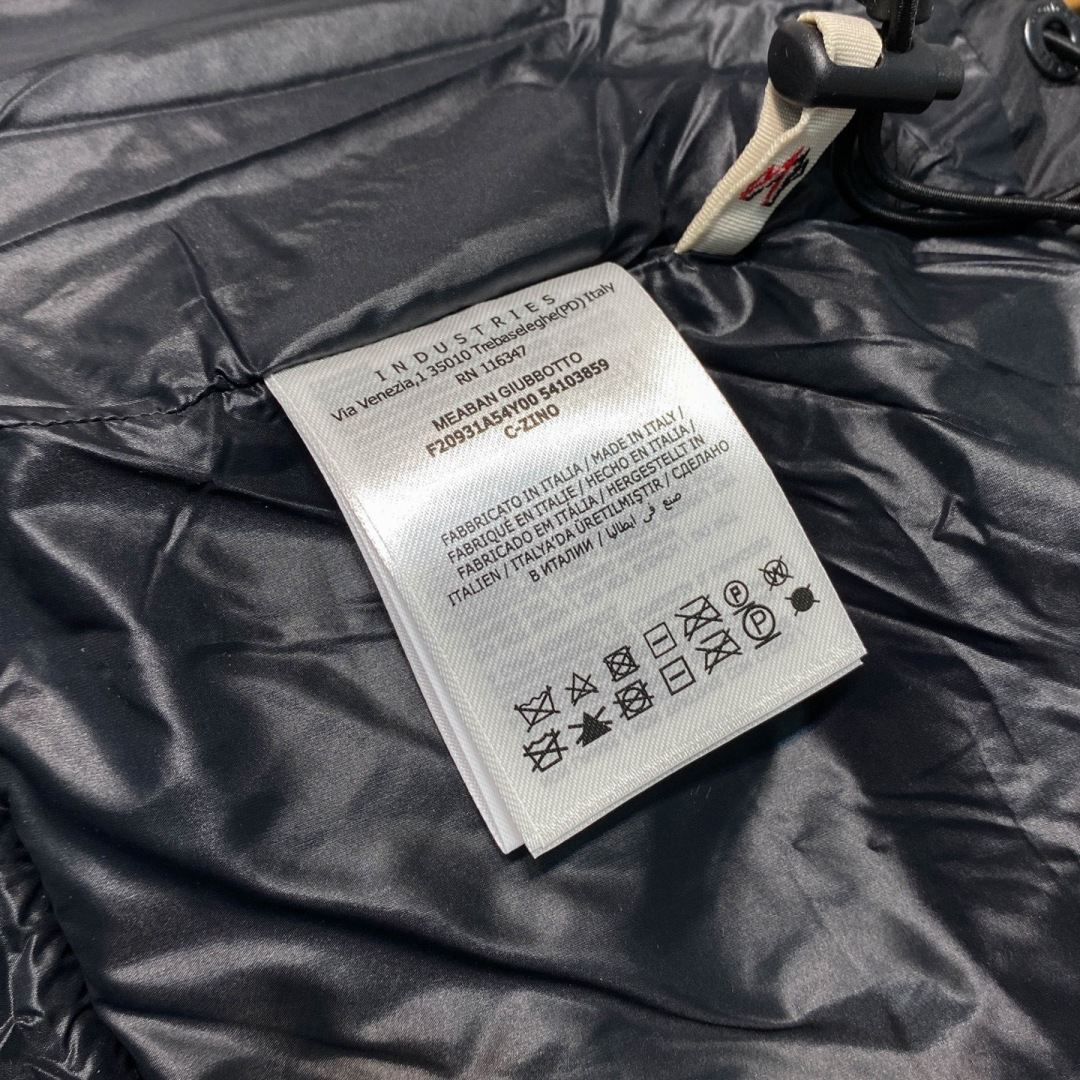 INDUSTRIES
Via Venezia,1 35010 Trebaseleghe(PD) Italy
RN 116347
MEABAN GIUBBOTTO
F20931A54Y00 54103859
C-ZINO
FABBRICATO IN ITALIA / MADE IN ITALY /
FABRIQUÉ EN ITALIE / HECHO EN ITALIA /
FABRICADO EM ITÁLIA / HERGESTELLT IN
ITALIEN / ITALYA'DA ÜRETILMIŞTIR / СДЕЛАНО
В ИТАЛИИ / صنع في ايطاليا
P
P